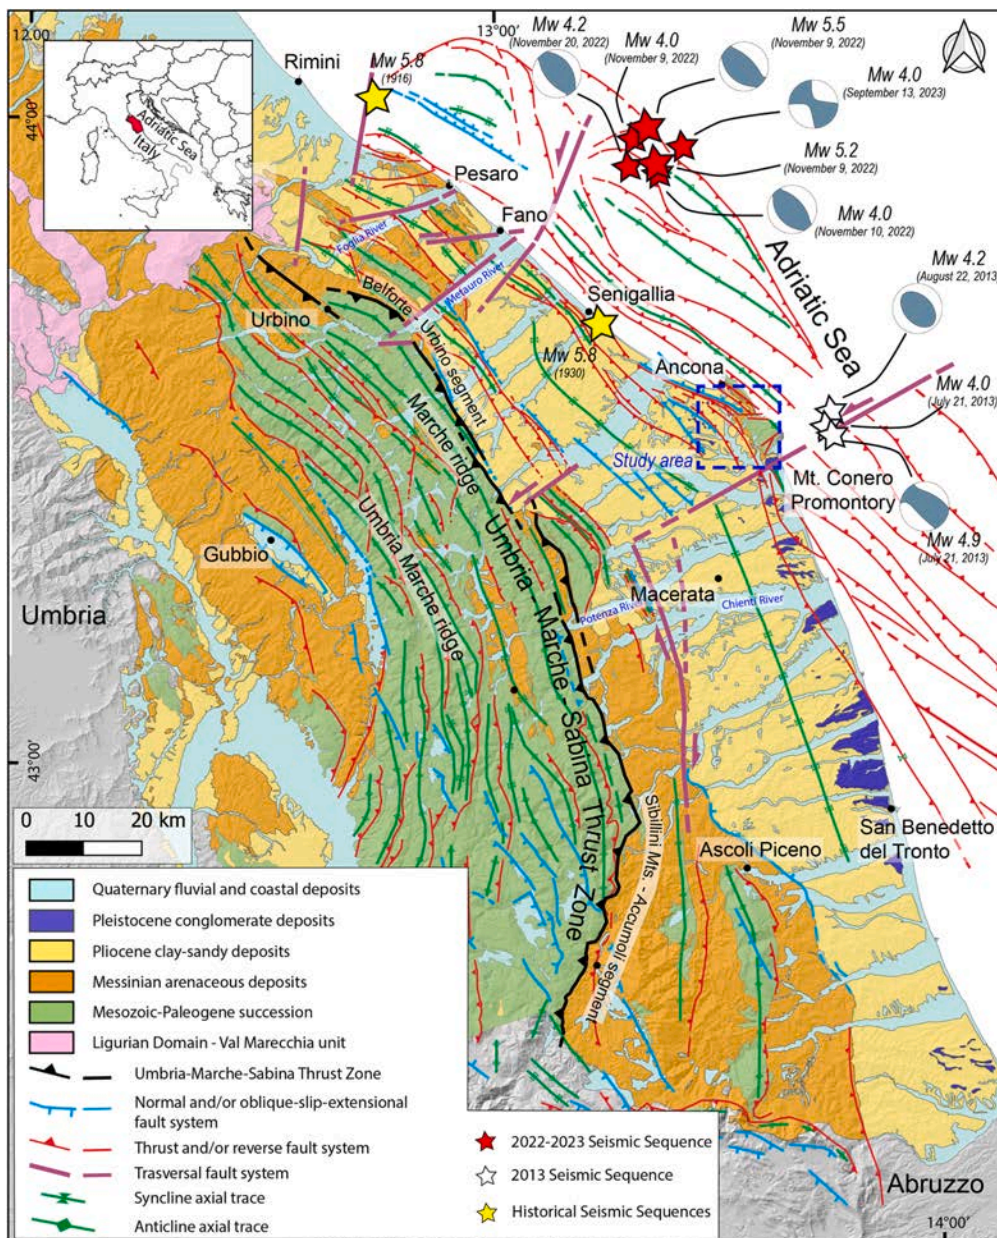 12.00
13°00'
Mw 4.2
(November 20, 2022)
Mw 4.0
(November 9, 2022)
Mw 5.5
(November 9, 2022)
Mw 4.0
(September 13, 2023)
Mw 5.2
(November 9, 2022)
Mw 4.0
(November 10, 2022)
Mw 5.8
(1916)
Rimini
44°00'
Adriatic Sea
Italy
Pesaro
Fano
Foglia River
Metauro River
Belforte
Urbino segment
Urbino
Senigallia
Mw 5.8
(1930)
Adriatic Sea
Mw 4.2
(August 22, 2013)
Ancona
Mw 4.0
(July 21, 2013)
Study area
Mt. Conero
Promontory
Mw 4.9
(July 21, 2013)
Marche ridge
Umbria Marche ridge
Umbria - Marche - Sabina Thrust Zone
Gubbio
Umbria
Macerata
Potenza River
Chienti River
43°00'
0 10 20 km
Sibillini Mts. - Accumoli segment
Ascoli Piceno
San Benedetto
del Tronto
Quaternary fluvial and coastal deposits
Pleistocene conglomerate deposits
Pliocene clay-sandy deposits
Messinian arenaceous deposits
Mesozoic-Paleogene succession
Ligurian Domain - Val Marecchia unit
Umbria-Marche-Sabina Thrust Zone
Normal and/or oblique-slip-extensional
fault system
Thrust and/or reverse fault system
Trasversal fault system
Syncline axial trace
Anticline axial trace
2022-2023 Seismic Sequence
2013 Seismic Sequence
Historical Seismic Sequences
Abruzzo
14°00'